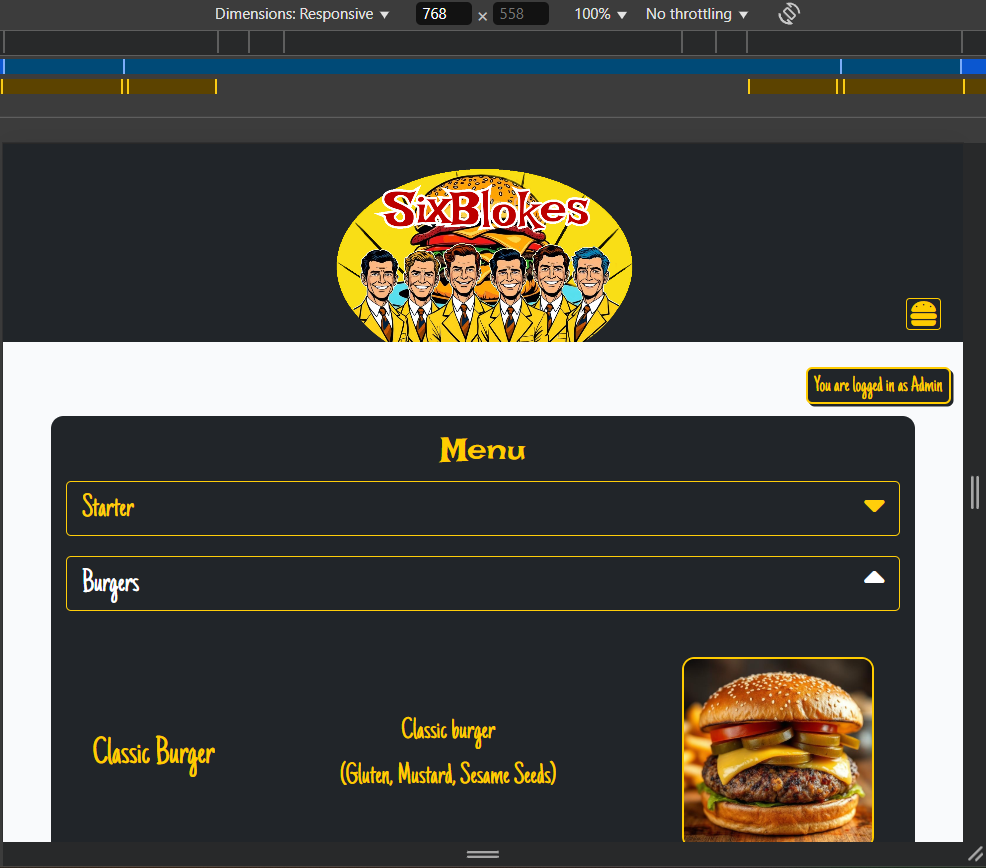 Dimensions: Responsive 768 × 558 100% No throttling
SixBlokes
You are logged in as Admin
Menu
Starter
Burgers
Classic Burger
Classic burger
(Gluten, Mustard, Sesame Seeds)